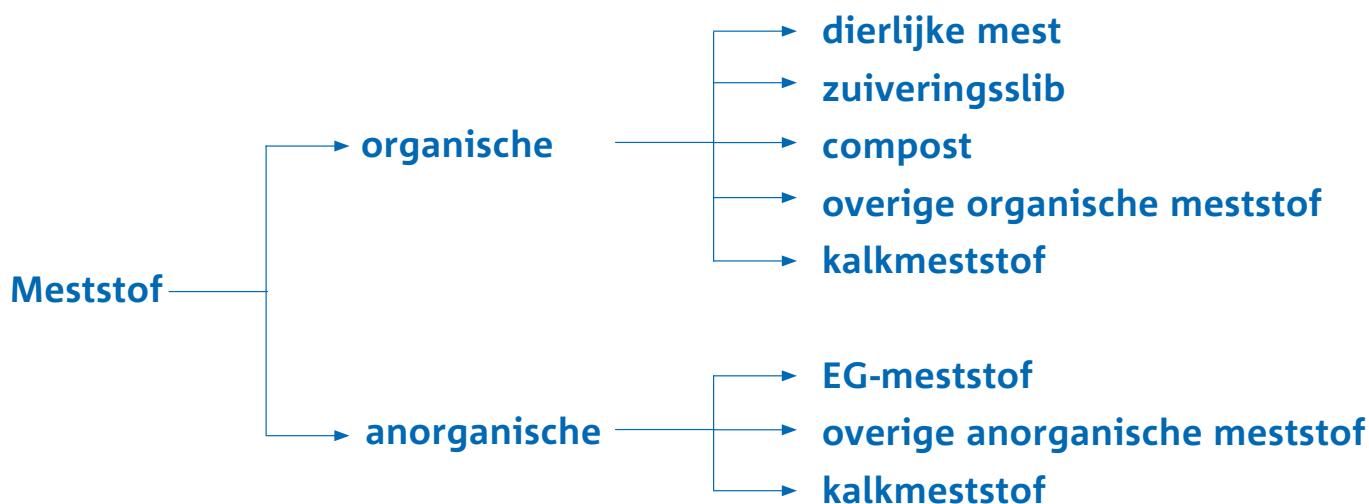 Meststof
organische
dierlijke mest
zuiveringsslib
compost
overige organische meststof
kalkmeststof
anorganische
EG-meststof
overige anorganische meststof
kalkmeststof